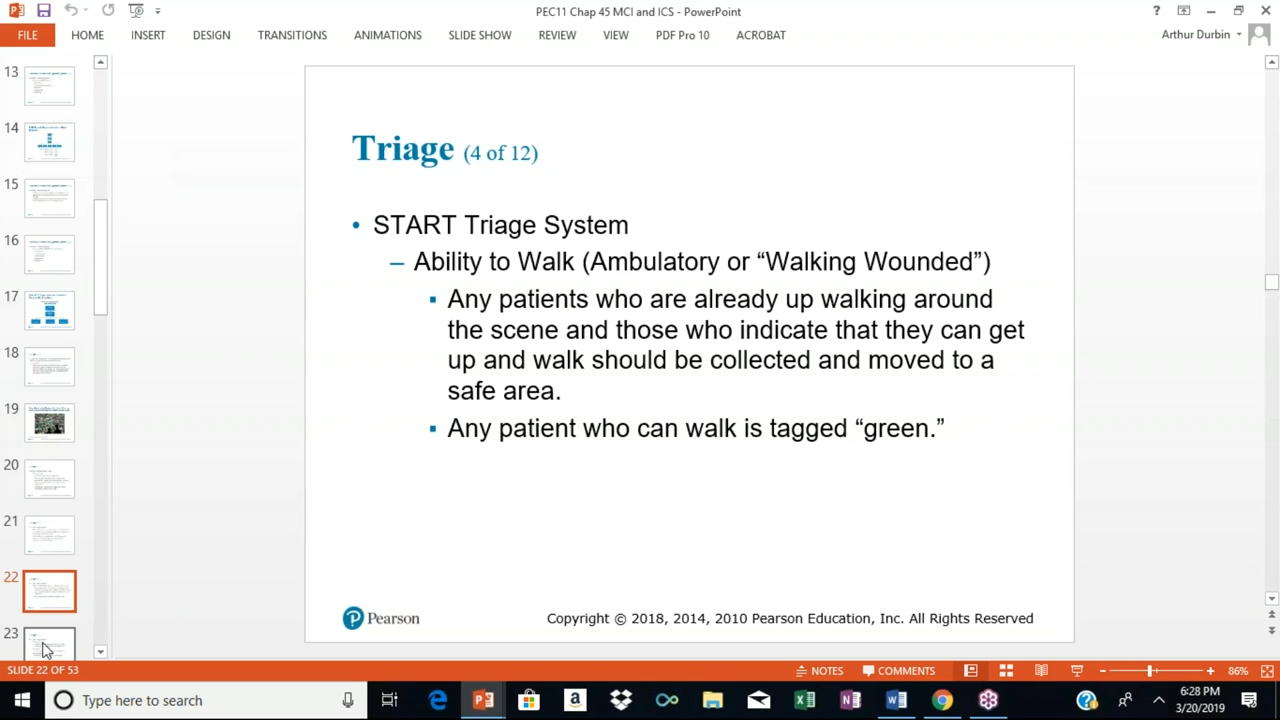 PEC11 Chap 45 MCI and ICS - PowerPoint
FILE HOME INSERT DESIGN TRANSITIONS ANIMATIONS SLIDE SHOW REVIEW VIEW PDF Pro 10 ACROBAT
Arthur Durbin
13
14
15
16
17
18
19
20
21
22
23
Triage (4 of 12)
• START Triage System
– Ability to Walk (Ambulatory or “Walking Wounded”)
▪ Any patients who are already up walking around
the scene and those who indicate that they can get
up and walk should be collected and moved to a
safe area.
▪ Any patient who can walk is tagged “green.”
Pearson
Copyright © 2018, 2014, 2010 Pearson Education, Inc. All Rights Reserved
SLIDE 22 OF 53
NOTES COMMENTS
86%
Type here to search
6:28 PM
3/20/2019